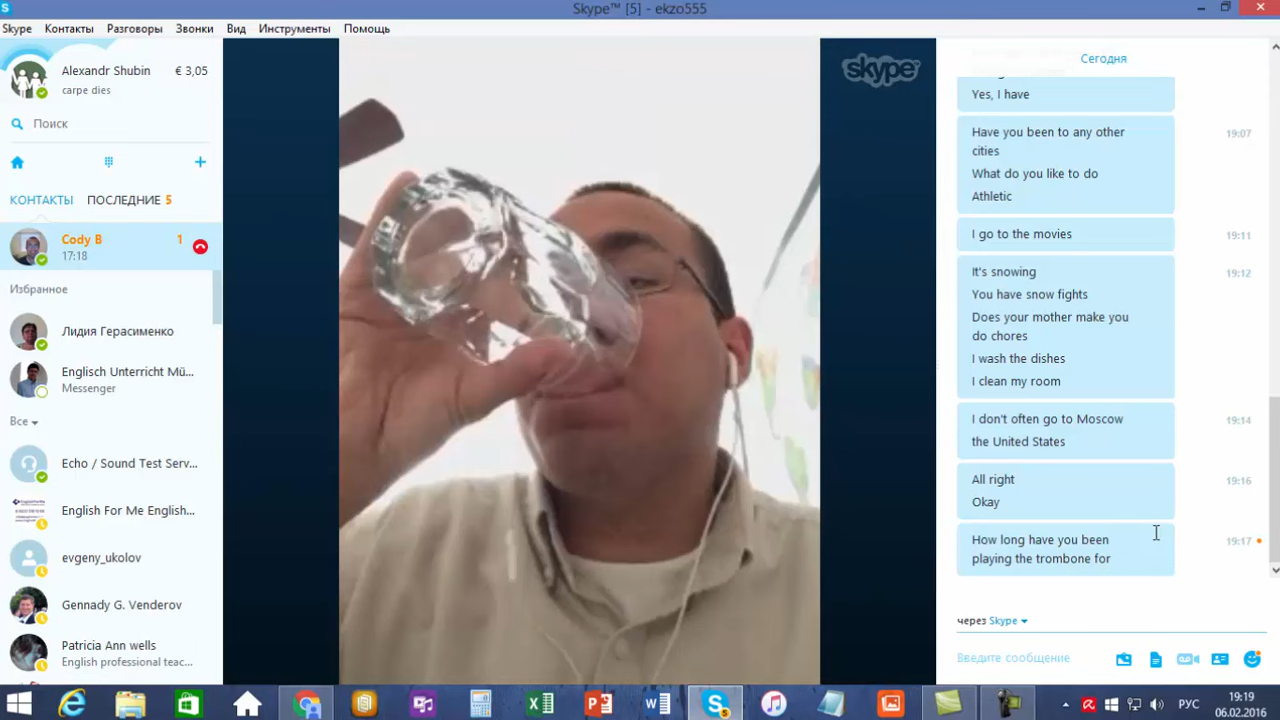 Skype™ [5] - ekzo555
Skype Контакты Разговоры Звонки Вид Инструменты Помощь
Alexandr Shubin € 3,05
carpe dies
Поиск
КОНТАКТЫ ПОСЛЕДНИЕ 5
Cody B 1
17:18
Избранное
Лидия Герасименко
Englisch Unterricht Mü...
Messenger
Все
Echo / Sound Test Serv...
English For Me English...
evgeny_ukolov
Gennady G. Venderov
Patricia Ann wells
English professional teac...
skype
Сегодня
Yes, I have
Have you been to any other 19:07
cities
What do you like to do
Athletic
I go to the movies 19:11
It's snowing 19:12
You have snow fights
Does your mother make you
do chores
I wash the dishes
I clean my room
I don't often go to Moscow 19:14
the United States
All right 19:16
Okay
How long have you been 19:17
playing the trombone for
через Skype
Введите сообщение
РУС
19:19
06.02.2016